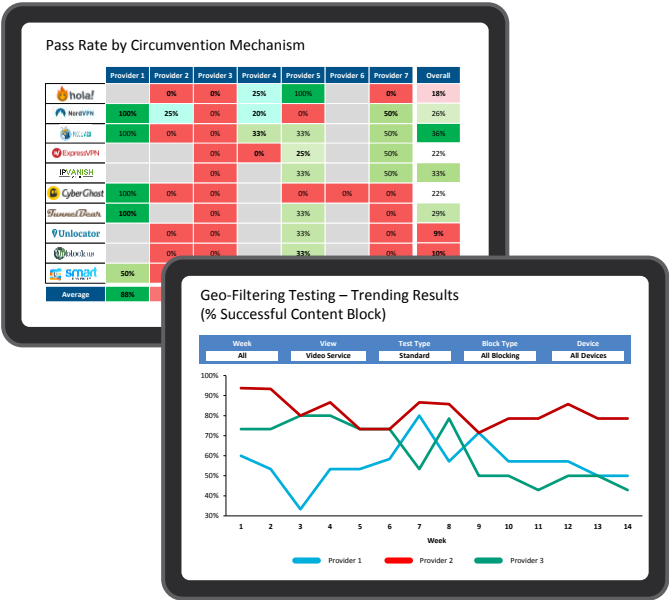 Pass Rate by Circumvention Mechanism
Provider 1 Provider 2 Provider 3 Provider 4 Provider 5 Provider 6 Provider 7 Overall
hola! 0% 0% 25% 100% 0% 18%
NordVPN 100% 25% 0% 20% 0% 50% 26%
100% 0% 0% 33% 33% 50% 36%
ExpressVPN 0% 0% 25% 50% 22%
IPVANISH 0% 33% 50% 33%
CyberGhost 100% 0% 0% 0% 0% 0% 22%
TunnelBear 100% 0% 33% 0% 29%
Unlocator 0% 0% 33% 0% 9%
0% 0% 33% 0% 10%
smart 50%
Average 88%
Geo-Filtering Testing – Trending Results
(% Successful Content Block)
Week View Test Type Block Type Device
All Video Service Standard All Blocking All Devices
100%
90%
80%
70%
60%
50%
40%
30%
1 2 3 4 5 6 7 8 9 10 11 12 13 14
Week
Provider 1 Provider 2 Provider 3